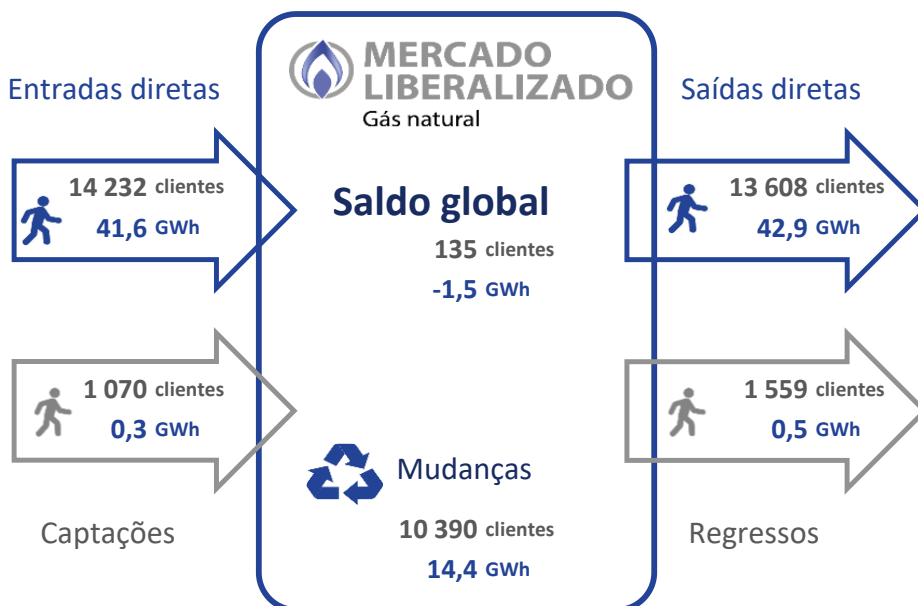 MERCADO
LIBERALIZADO
Gás natural
Entradas diretas
14 232 clientes
41,6 GWh
Saldo global
135 clientes
-1,5 GWh
Saídas diretas
13 608 clientes
42,9 GWh
1 070 clientes
0,3 GWh
Captações
Mudanças
10 390 clientes
14,4 GWh
1 559 clientes
0,5 GWh
Regressos